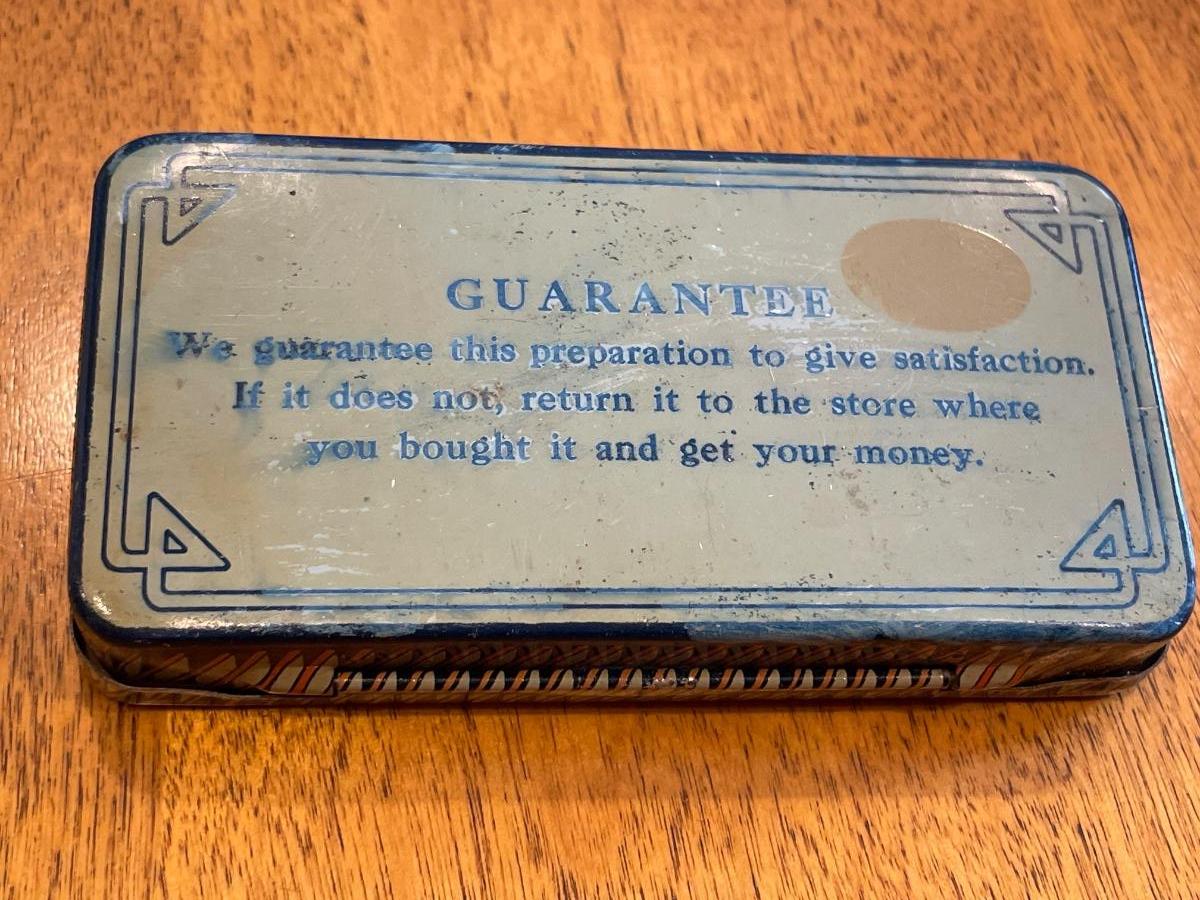 GUARANTEE
We guarantee this preparation to give satisfaction.
If it does not, return it to the store where
you bought it and get your money.